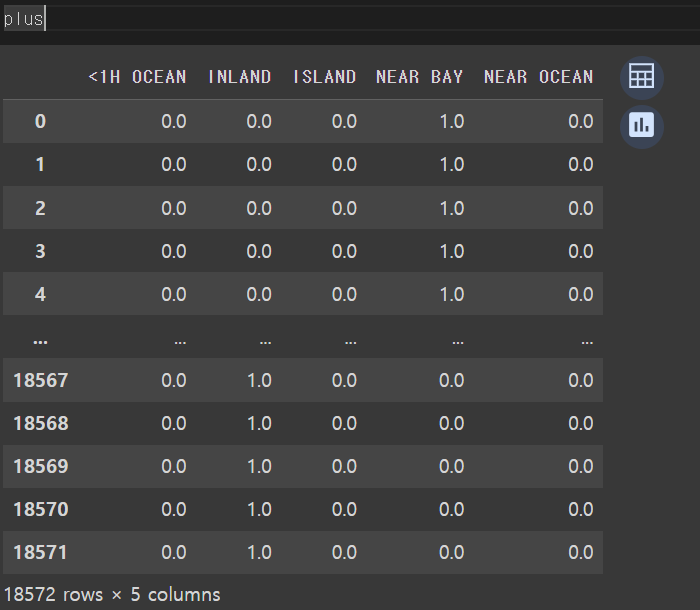 plus
<1H OCEAN INLAND ISLAND NEAR BAY NEAR OCEAN
0 0.0 0.0 0.0 1.0 0.0
1 0.0 0.0 0.0 1.0 0.0
2 0.0 0.0 0.0 1.0 0.0
3 0.0 0.0 0.0 1.0 0.0
4 0.0 0.0 0.0 1.0 0.0
... ... ... ... ... ...
18567 0.0 1.0 0.0 0.0 0.0
18568 0.0 1.0 0.0 0.0 0.0
18569 0.0 1.0 0.0 0.0 0.0
18570 0.0 1.0 0.0 0.0 0.0
18571 0.0 1.0 0.0 0.0 0.0
18572 rows × 5 columns